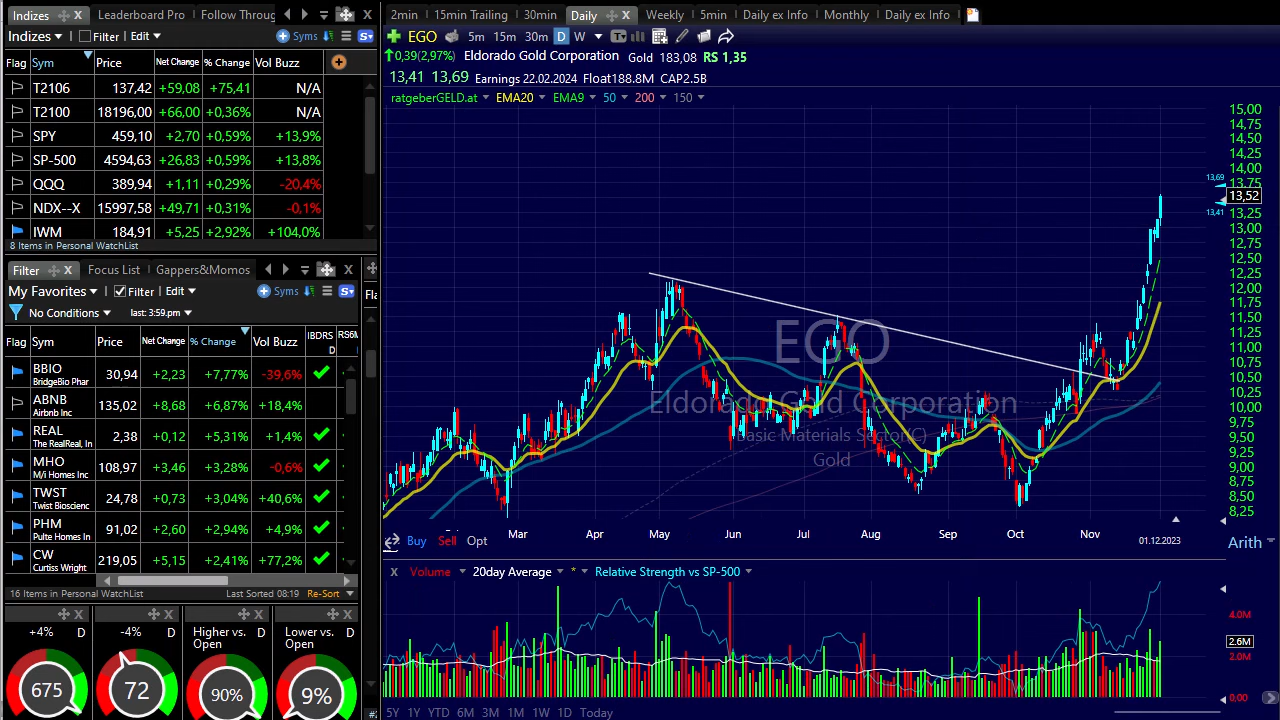 Indizes
Leaderboard Pro
Follow Throug
Indizes
Filter
Edit
Syms
S
Flag Sym Price Net Change % Change Vol Buzz
T2106 137,42 +59,08 +75,41 N/A
T2100 18196,00 +66,00 +0,36% N/A
SPY 459,10 +2,70 +0,59% +13,9%
SP-500 4594,63 +26,83 +0,59% +13,8%
QQQ 389,94 +1,11 +0,29% -20,4%
NDX--X 15997,58 +49,71 +0,31% -0,1%
IWM 184,91 +5,25 +2,92% +104,0%
8 Items in Personal WatchList
Filter
Focus List
Gappers&Momos
My Favorites
Filter
Edit
Syms
S
No Conditions
last: 3:59pm
Flag Sym Price Net Change % Change Vol Buzz IBDRS D RS6M
BBIO 30,94 +2,23 +7,77% -39,6%
BridgeBio Phar
ABNB 135,02 +8,68 +6,87% +18,4%
Airbnb Inc
REAL 2,38 +0,12 +5,31% +1,4%
The RealReal, In
MHO 108,97 +3,46 +3,28% -0,6%
M/i Homes Inc
TWST 24,78 +0,73 +3,04% +40,6%
Twist Bioscienc
PHM 91,02 +2,60 +2,94% +4,9%
Pulte Homes In
CW 219,05 +5,15 +2,41% +77,2%
Curtiss Wright
16 Items in Personal WatchList
Last Sorted 08:19
Re-Sort
+4% D
675
-4% D
72
Higher vs. Open D
90%
Lower vs. Open D
9%
Fla
#:
2min
15min Trailing
30min
Daily
Weekly
5min
Daily ex Info
Monthly
Daily ex Info
EGO
5m 15m 30m D W
T
0,39(2,97%)
Eldorado Gold Corporation
Gold 183,08
RS 1,35
13,41 13,69
Earnings 22.02.2024 Float188.8M CAP2.5B
ratgeberGELD.at
EMA20
EMA9
50
200
150
EGO
Eldorado Gold Corporation
Basic Materials Sector(C)
Gold
15,00
14,75
14,50
14,25
14,00
13,75
13,69
13,52
13,41
13,25
13,00
12,75
12,50
12,25
12,00
11,75
11,50
11,25
11,00
10,75
10,50
10,25
10,00
9,75
9,50
9,25
9,00
8,75
8,50
8,25
Mar Apr May Jun Jul Aug Sep Oct Nov
01.12.2023
Buy Sell Opt
Arith
X Volume
20day Average
*
Relative Strength vs SP-500
4.0M
2.6M
2.0M
0.00
5Y 1Y YTD 6M 3M 1M 1W 1D Today